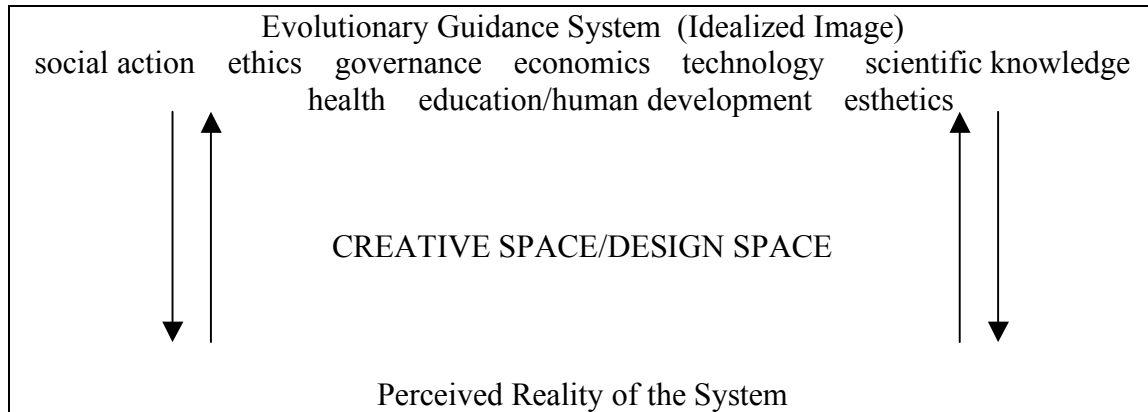 Evolutionary Guidance System (Idealized Image)
social action ethics governance economics technology scientific knowledge
health education/human development esthetics
CREATIVE SPACE/DESIGN SPACE
Perceived Reality of the System